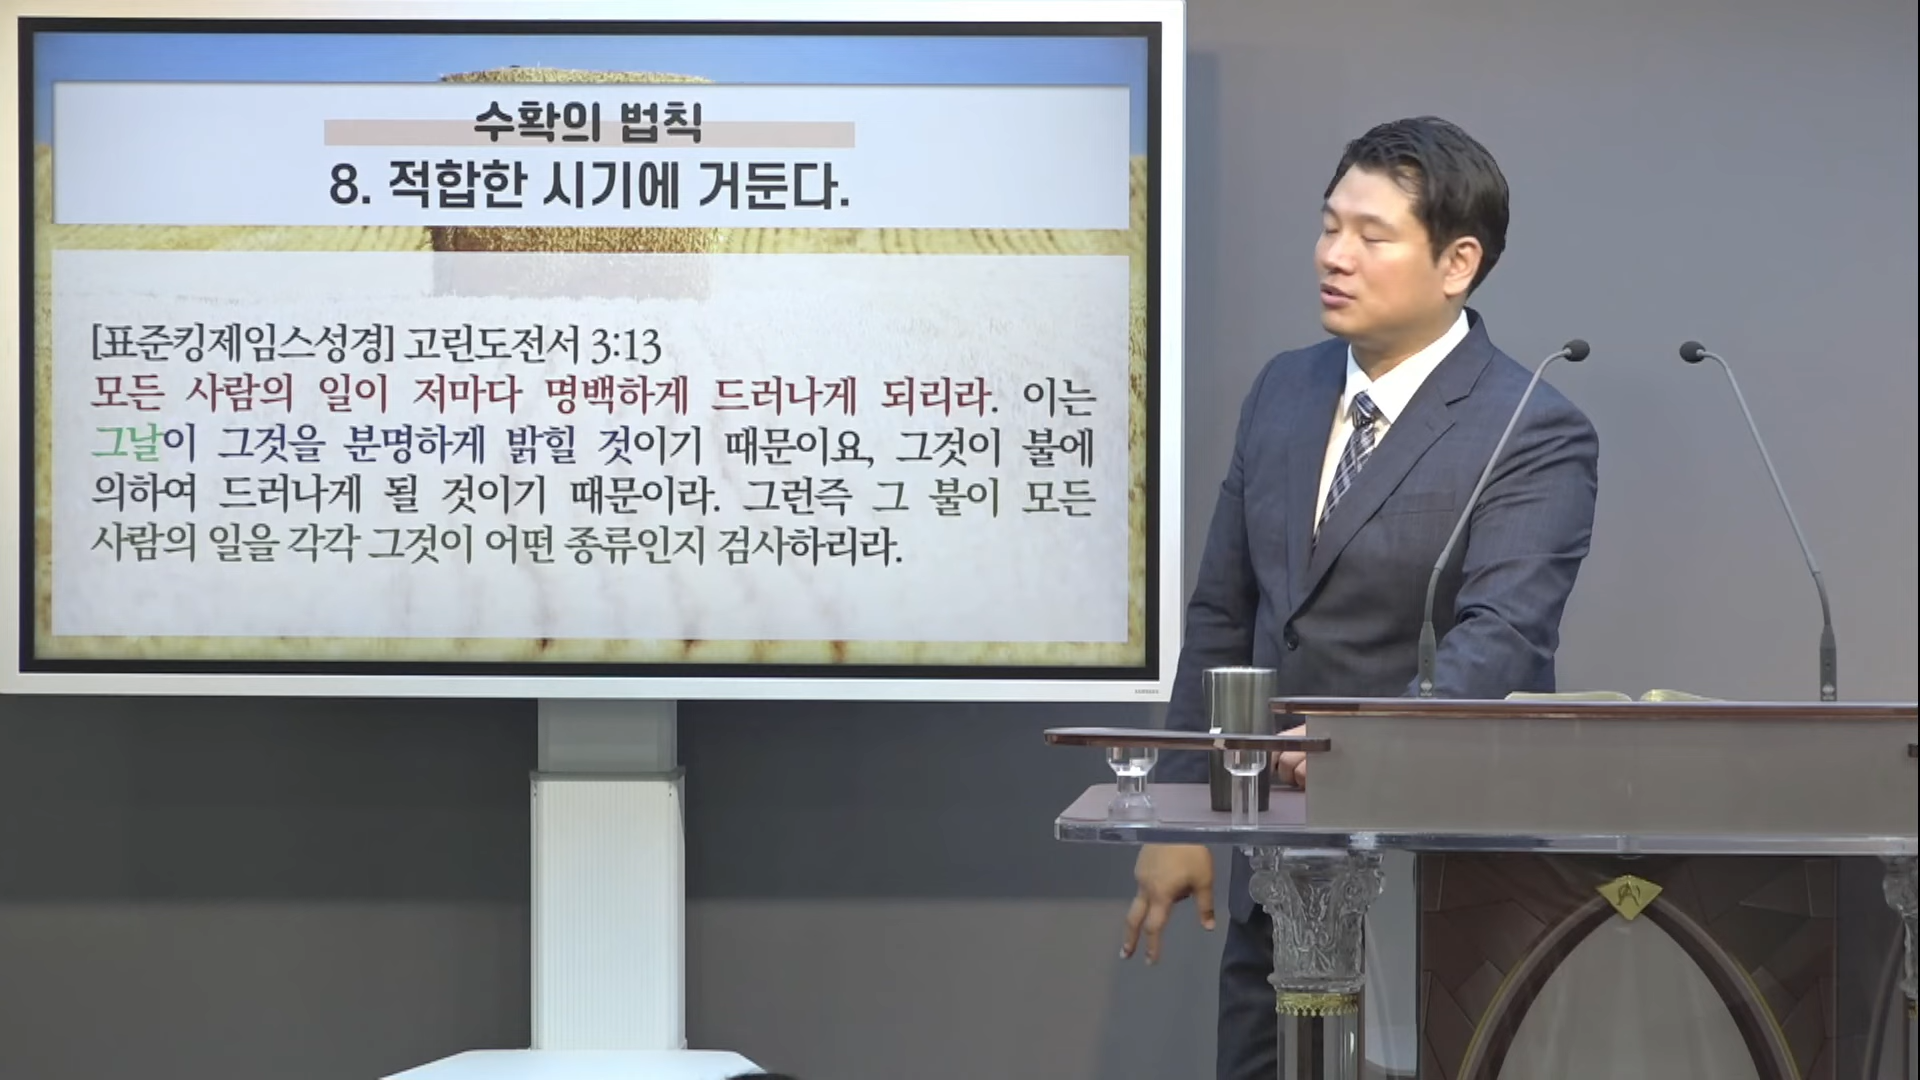 수확의 법칙
8. 적합한 시기에 거둔다.
[표준킹제임스성경] 고린도전서 3:13
모든 사람의 일이 저마다 명백하게 드러나게 되리라. 이는
그날이 그것을 분명하게 밝힐 것이기 때문이요, 그것이 불에
의하여 드러나게 될 것이기 때문이라. 그런즉 그 불이 모든
사람의 일을 각각 그것이 어떤 종류인지 검사하리라.